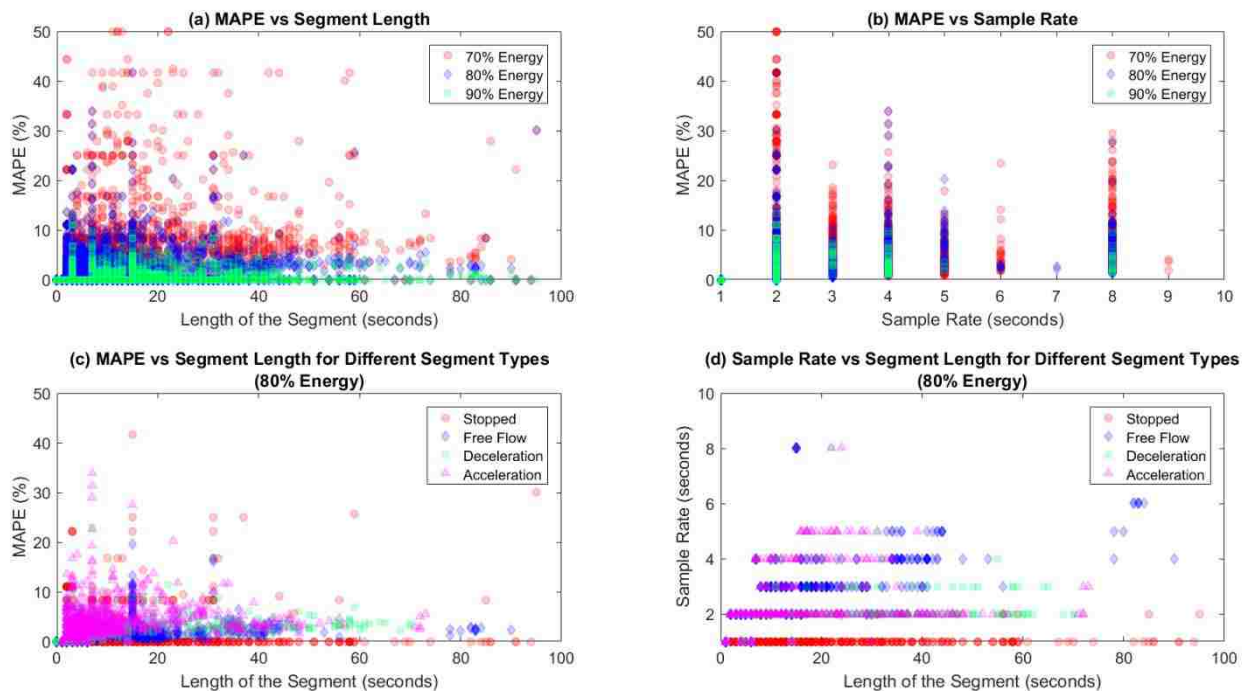 (a) MAPE vs Segment Length
50
40
30
20
10
0
MAPE (%)
70% Energy
80% Energy
90% Energy
0 20 40 60 80 100
Length of the Segment (seconds)
(b) MAPE vs Sample Rate
50
40
30
20
10
0
MAPE (%)
70% Energy
80% Energy
90% Energy
1 2 3 4 5 6 7 8 9 10
Sample Rate (seconds)
(c) MAPE vs Segment Length for Different Segment Types
(80% Energy)
50
40
30
20
10
0
MAPE (%)
Stopped
Free Flow
Deceleration
Acceleration
0 20 40 60 80 100
Length of the Segment (seconds)
(d) Sample Rate vs Segment Length for Different Segment Types
(80% Energy)
10
8
6
4
2
Sample Rate (seconds)
Stopped
Free Flow
Deceleration
Acceleration
0 20 40 60 80 100
Length of the Segment (seconds)